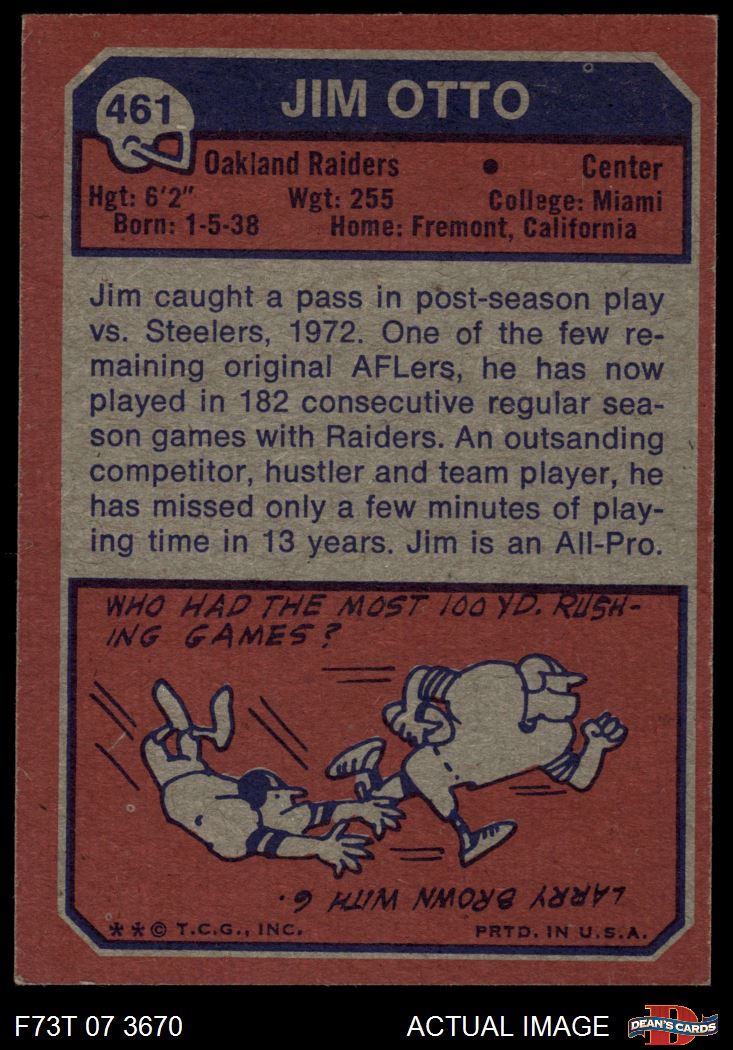 461
JIM OTTO
Oakland Raiders • Center
Hgt: 6'2" Wgt: 255 College: Miami
Born: 1-5-38 Home: Fremont, California
Jim caught a pass in post-season play
vs. Steelers, 1972. One of the few re-
maining original AFLers, he has now
played in 182 consecutive regular sea-
son games with Raiders. An outsanding
competitor, hustler and team player, he
has missed only a few minutes of play-
ing time in 13 years. Jim is an All-Pro.
WHO HAD THE MOST 100 YD. RUSH-
ING GAMES?
LARRY BROWN WITH 6.
**© T.C.G., INC. PRTD. IN U.S.A.
F73T 07 3670 ACTUAL IMAGE D DEAN'S CARDS